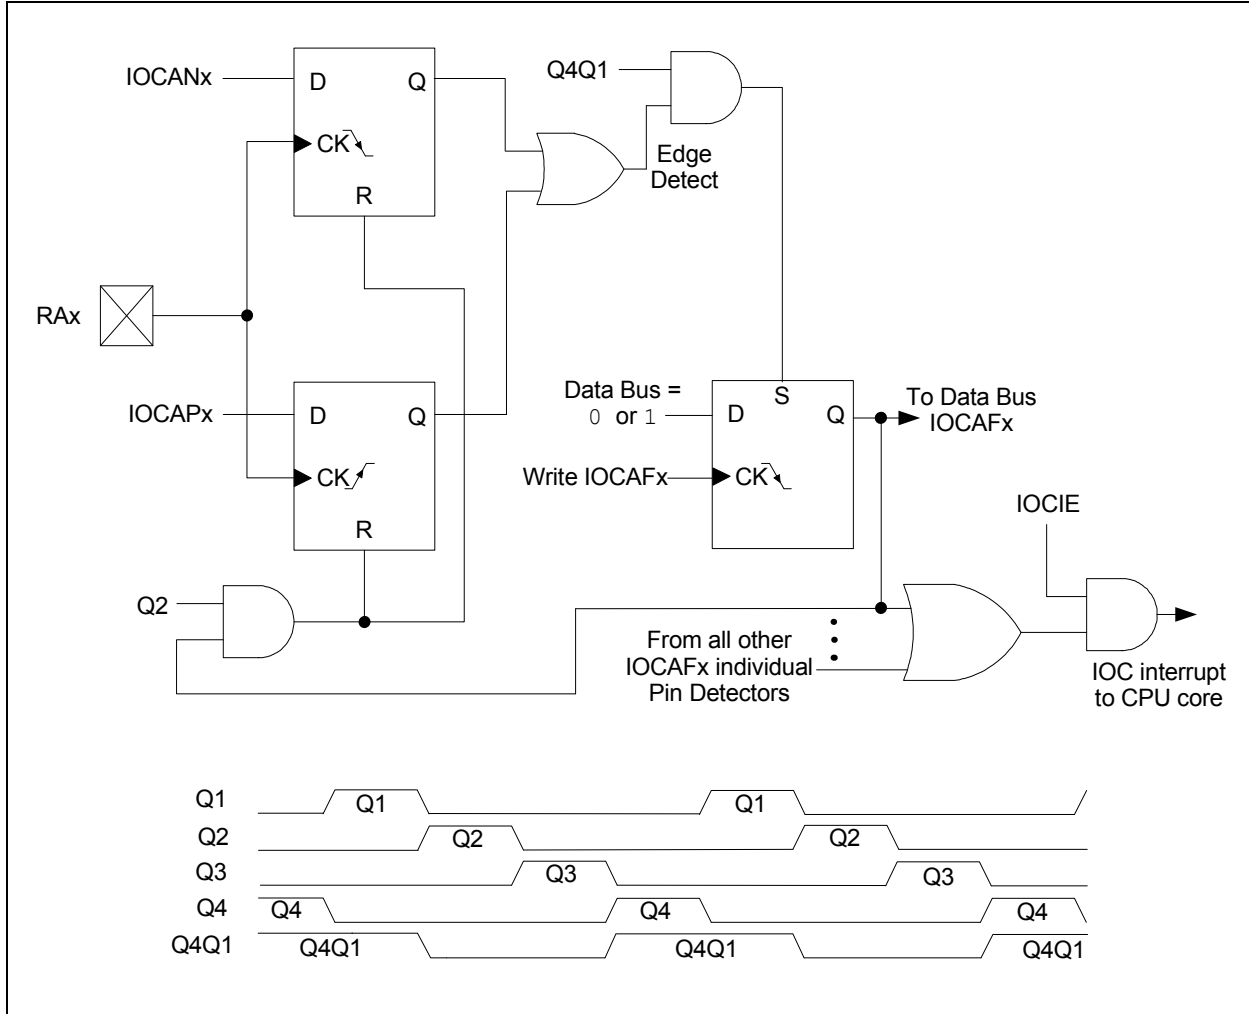 IOCANx
D
Q
CK
R
Q4Q1
Edge
Detect
RAx
IOCAPx
D
Q
CK
R
Data Bus =
0 or 1
S
D
Q
To Data Bus
IOCAFx
Write IOCAFx
CK
IOCIE
Q2
From all other
IOCAFx individual
Pin Detectors
IOC interrupt
to CPU core
Q1
Q1
Q1
Q2
Q2
Q2
Q3
Q3
Q3
Q4
Q4
Q4
Q4
Q4Q1
Q4Q1
Q4Q1
Q4Q1